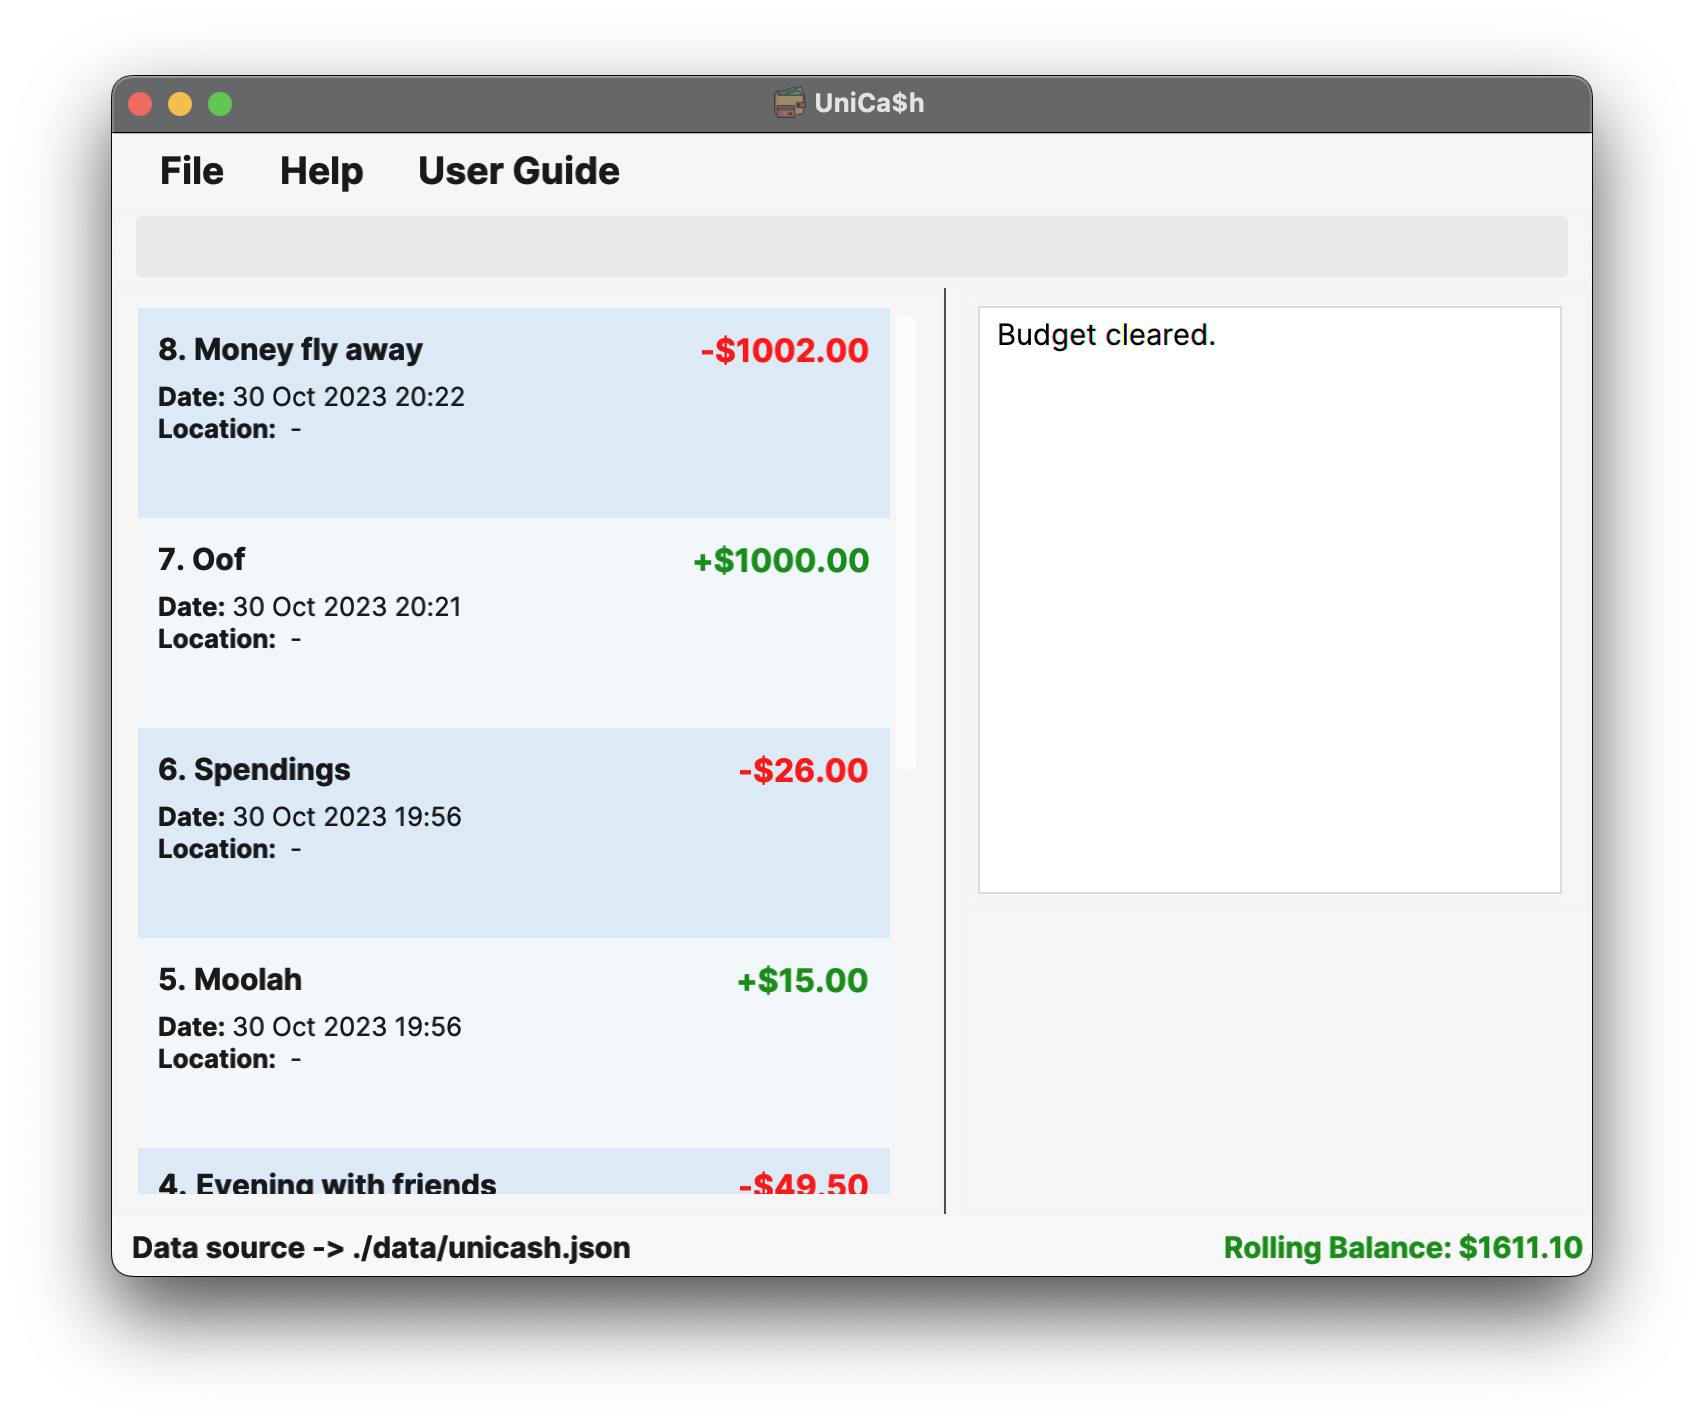 UniCa$h
File Help User Guide
8. Money fly away -$1002.00
Date: 30 Oct 2023 20:22
Location: -
7. Oof +$1000.00
Date: 30 Oct 2023 20:21
Location: -
6. Spendings -$26.00
Date: 30 Oct 2023 19:56
Location: -
5. Moolah +$15.00
Date: 30 Oct 2023 19:56
Location: -
4. Evening with friends -$49.50
Budget cleared.
Data source -> ./data/unicash.json
Rolling Balance: $1611.10